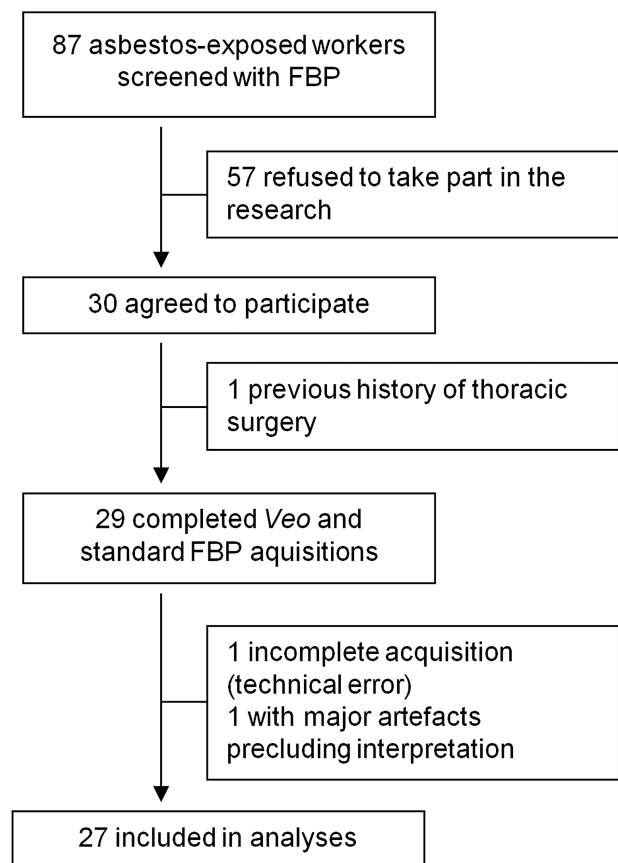 87 asbestos-exposed workers
screened with FBP
57 refused to take part in the
research
30 agreed to participate
1 previous history of thoracic
surgery
29 completed Veo and
standard FBP aquisitions
1 incomplete acquisition
(technical error)
1 with major artefacts
precluding interpretation
27 included in analyses